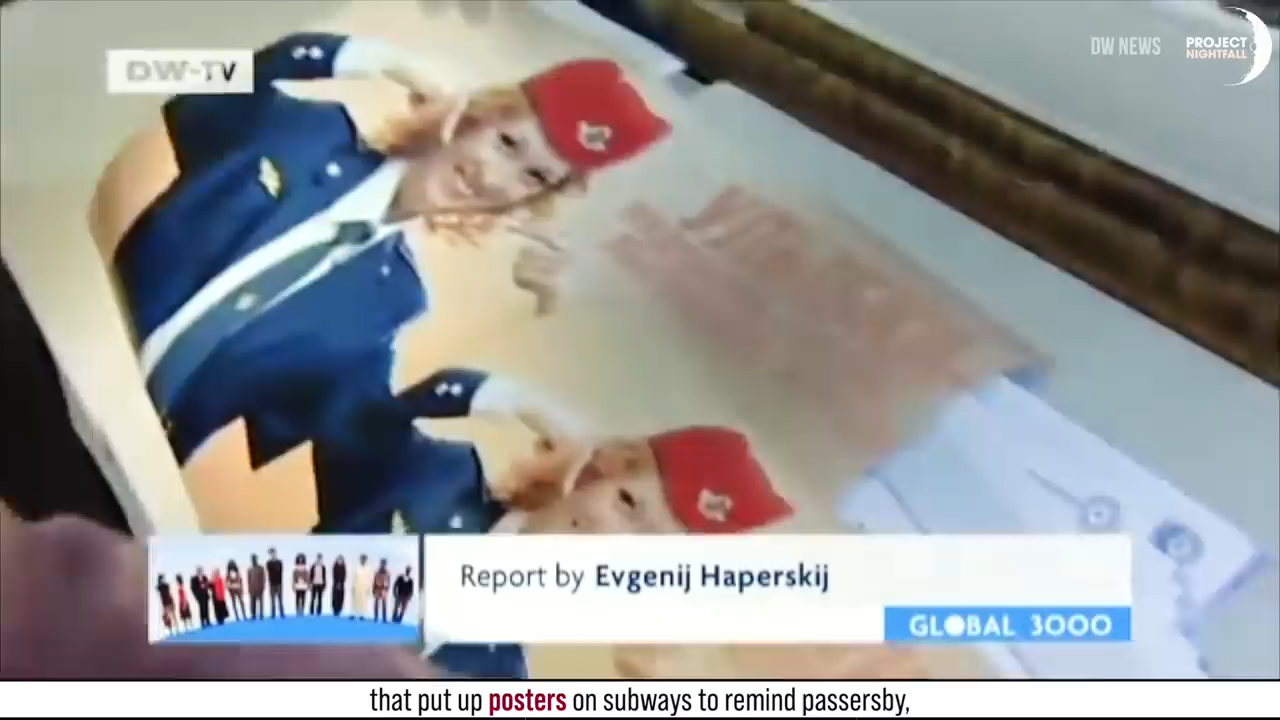 DW-TV
DW NEWS
PROJECT
NIGHTFALL
Report by Evgenij Haperskij
GLOBAL 3000
that put up posters on subways to remind passersby,